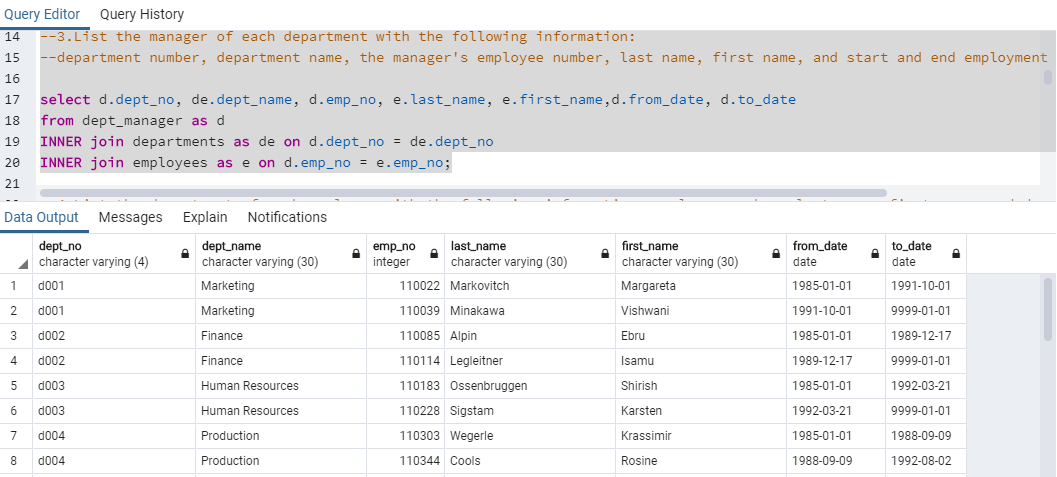 Query Editor Query History
14 --3.List the manager of each department with the following information:
15 --department number, department name, the manager's employee number, last name, first name, and start and end employment
16
17 select d.dept_no, de.dept_name, d.emp_no, e.last_name, e.first_name,d.from_date, d.to_date
18 from dept_manager as d
19 INNER join departments as de on d.dept_no = de.dept_no
20 INNER join employees as e on d.emp_no = e.emp_no;
21
Data Output Messages Explain Notifications
dept_no dept_name emp_no last_name first_name from_date to_date
character varying (4) character varying (30) integer character varying (30) character varying (30) date date
1 d001 Marketing 110022 Markovitch Margareta 1985-01-01 1991-10-01
2 d001 Marketing 110039 Minakawa Vishwani 1991-10-01 9999-01-01
3 d002 Finance 110085 Alpin Ebru 1985-01-01 1989-12-17
4 d002 Finance 110114 Legleitner Isamu 1989-12-17 9999-01-01
5 d003 Human Resources 110183 Ossenbruggen Shirish 1985-01-01 1992-03-21
6 d003 Human Resources 110228 Sigstam Karsten 1992-03-21 9999-01-01
7 d004 Production 110303 Wegerle Krassimir 1985-01-01 1988-09-09
8 d004 Production 110344 Cools Rosine 1988-09-09 1992-08-02